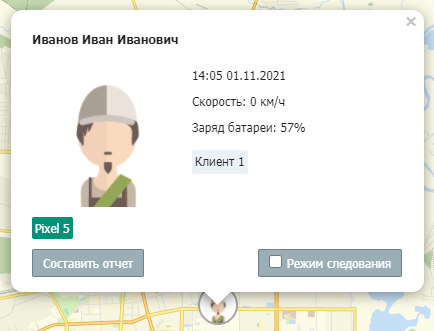 Иванов Иван Иванович
14:05 01.11.2021
Скорость: 0 км/ч
Заряд батареи: 57%
Клиент 1
Pixel 5
Составить отчет
Режим следования